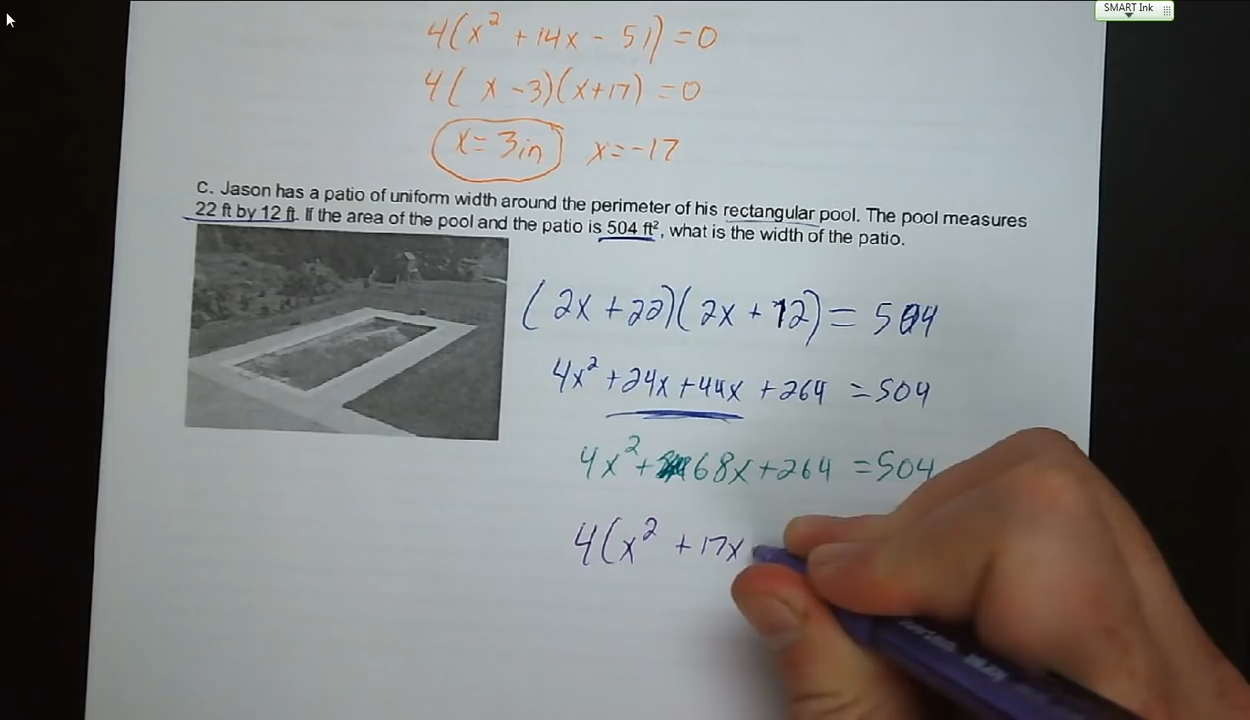 SMART Ink
4(x² + 14x - 51) = 0
4(x - 3)(x + 17) = 0
x = 3in x = -17
C. Jason has a patio of uniform width around the perimeter of his rectangular pool. The pool measures
22 ft by 12 ft. If the area of the pool and the patio is 504 ft², what is the width of the patio.
(2x + 22)(2x + 12) = 504
4x² + 24x + 44x + 264 = 504
4x² + 68x + 264 = 504
4(x² + 17x